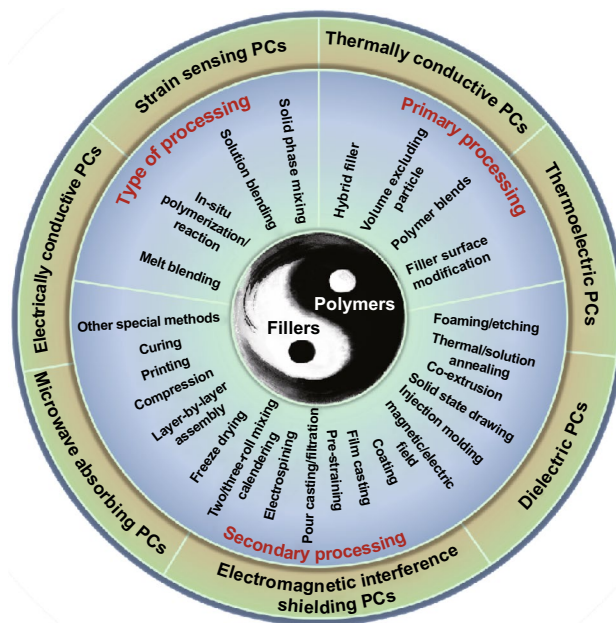 Strain sensing PCs
Thermally conductive PCs
Thermoelectric PCs
Dielectric PCs
Electromagnetic interference
shielding PCs
Microwave absorbing PCs
Electrically conductive PCs
Type of processing
Melt blending
In-situ
polymerization/
reaction
Solution blending
Solid phase mixing
Primary processing
Hybrid filler
Volume excluding
particle
Polymer blends
Filler surface
modification
Polymers
Fillers
Secondary processing
Foaming/etching
Thermal/solution
annealing
Co-extrusion
Solid state drawing
Injection molding
magnetic/electric
field
Coating
Film casting
Pre-straining
Pour casting/filtration
Electrospining
Two/three-roll mixing
calendering
Freeze drying
Layer-by-layer
assembly
Compression
Printing
Curing
Other special methods